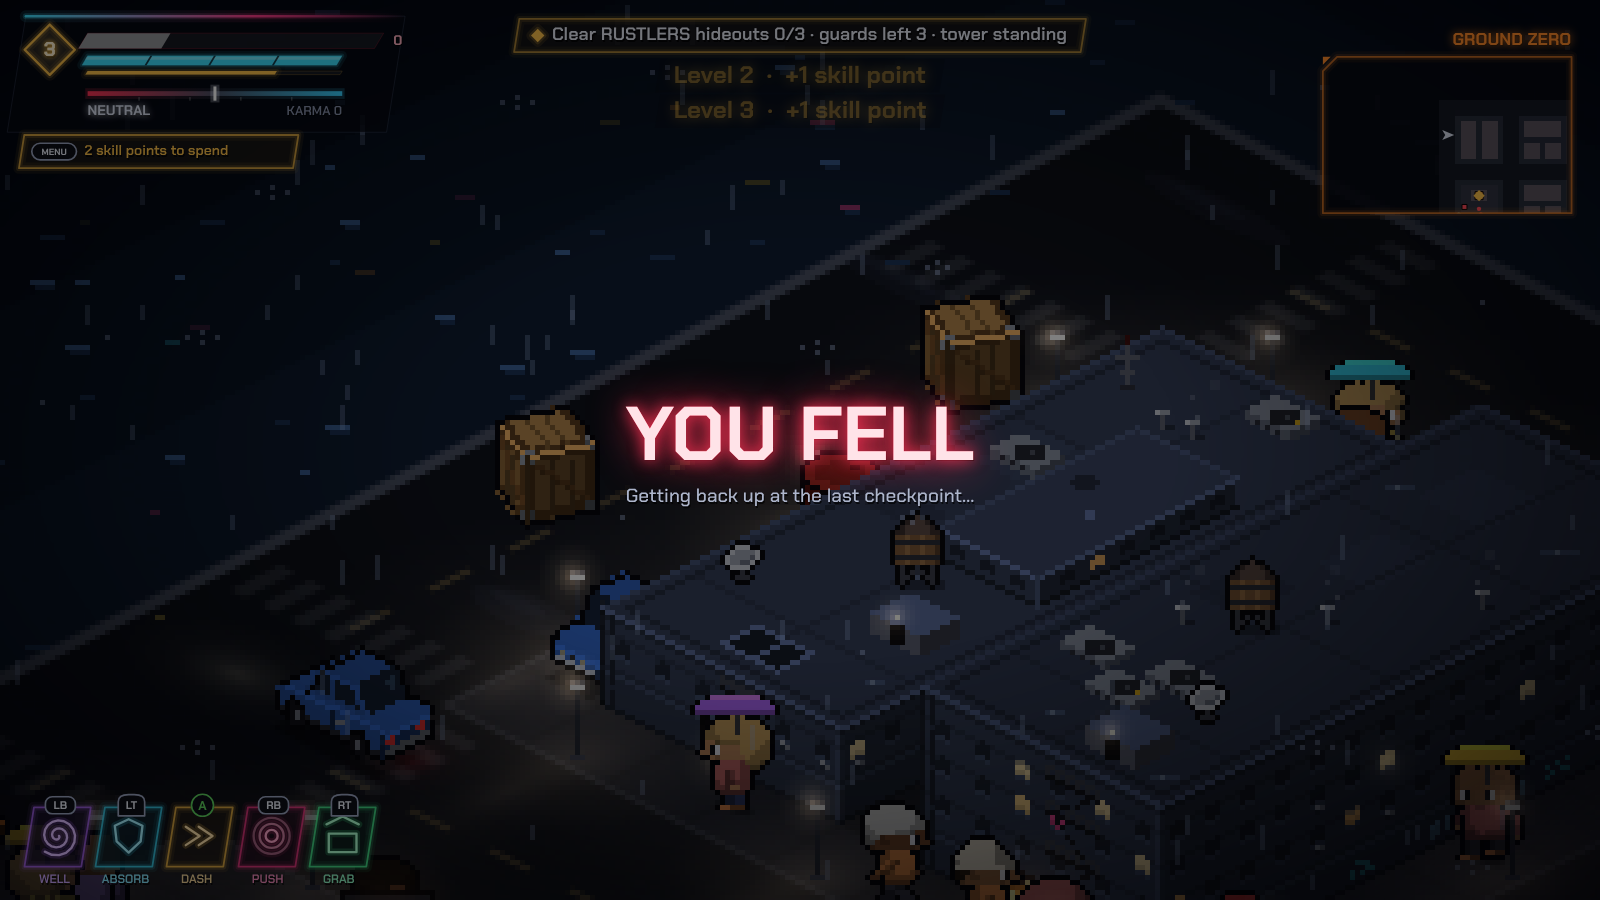 3
0
NEUTRAL
KARMA 0
MENU
2 skill points to spend
Clear RUSTLERS hideouts 0/3 · guards left 3 · tower standing
Level 2 · +1 skill point
Level 3 · +1 skill point
GROUND ZERO
YOU FELL
Getting back up at the last checkpoint...
LB
LT
A
RB
RT
WELL
ABSORB
DASH
PUSH
GRAB